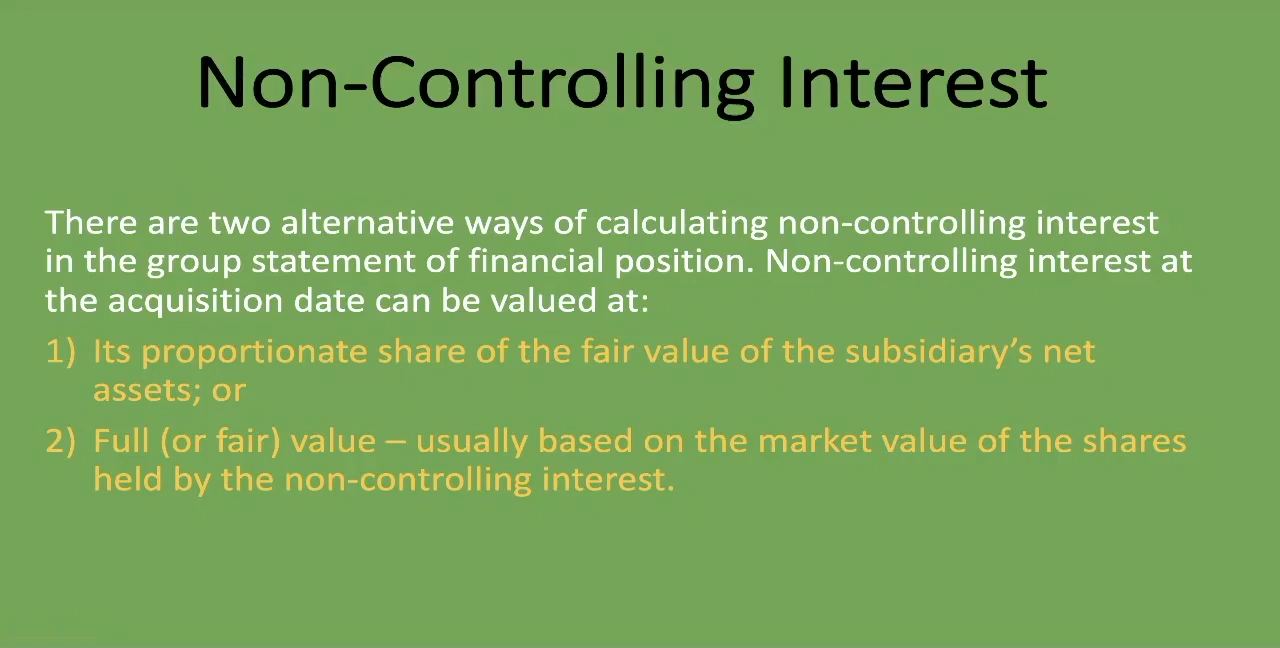 Non-Controlling Interest
There are two alternative ways of calculating non-controlling interest
in the group statement of financial position. Non-controlling interest at
the acquisition date can be valued at:
1) Its proportionate share of the fair value of the subsidiary’s net
assets; or
2) Full (or fair) value – usually based on the market value of the shares
held by the non-controlling interest.